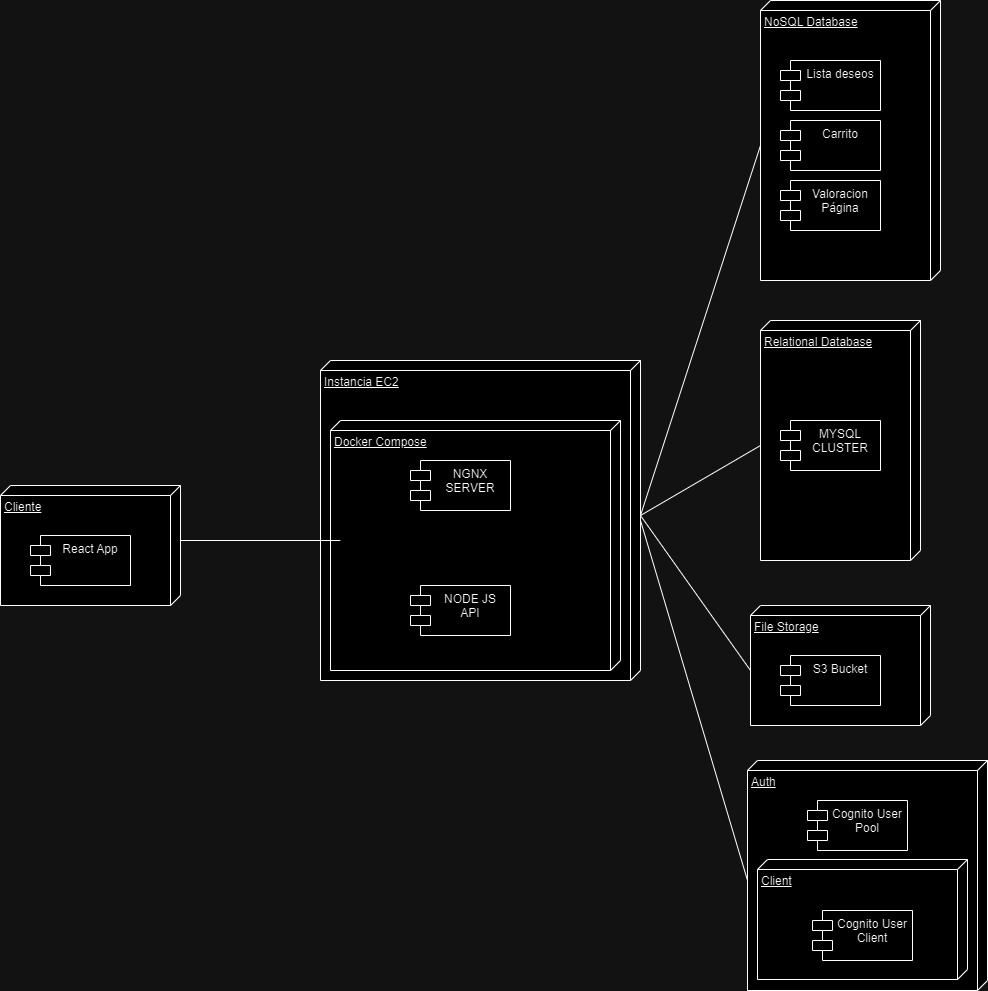 NoSQL Database
Lista deseos
Carrito
Valoracion
Página
Relational Database
MYSQL
CLUSTER
Instancia EC2
Docker Compose
NGNX
SERVER
NODE JS
API
Cliente
React App
File Storage
S3 Bucket
Auth
Cognito User
Pool
Client
Cognito User
Client